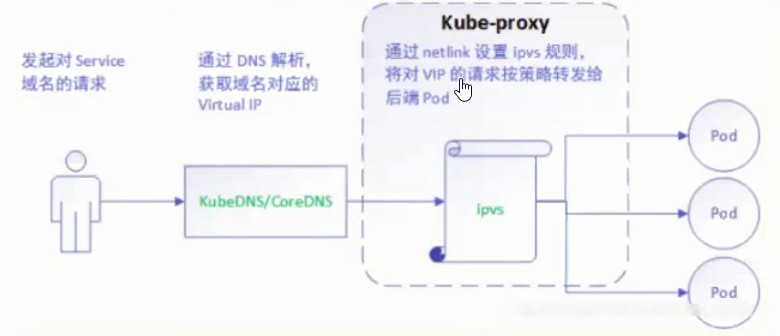 Kube-proxy
发起对 Service
域名的请求
通过 DNS 解析，
获取域名对应的
Virtual IP
通过 netlink 设置 ipvs 规则，
将对 VIP 的请求按策略转发给
后端 Pod
KubeDNS/CoreDNS
ipvs
Pod
Pod
Pod